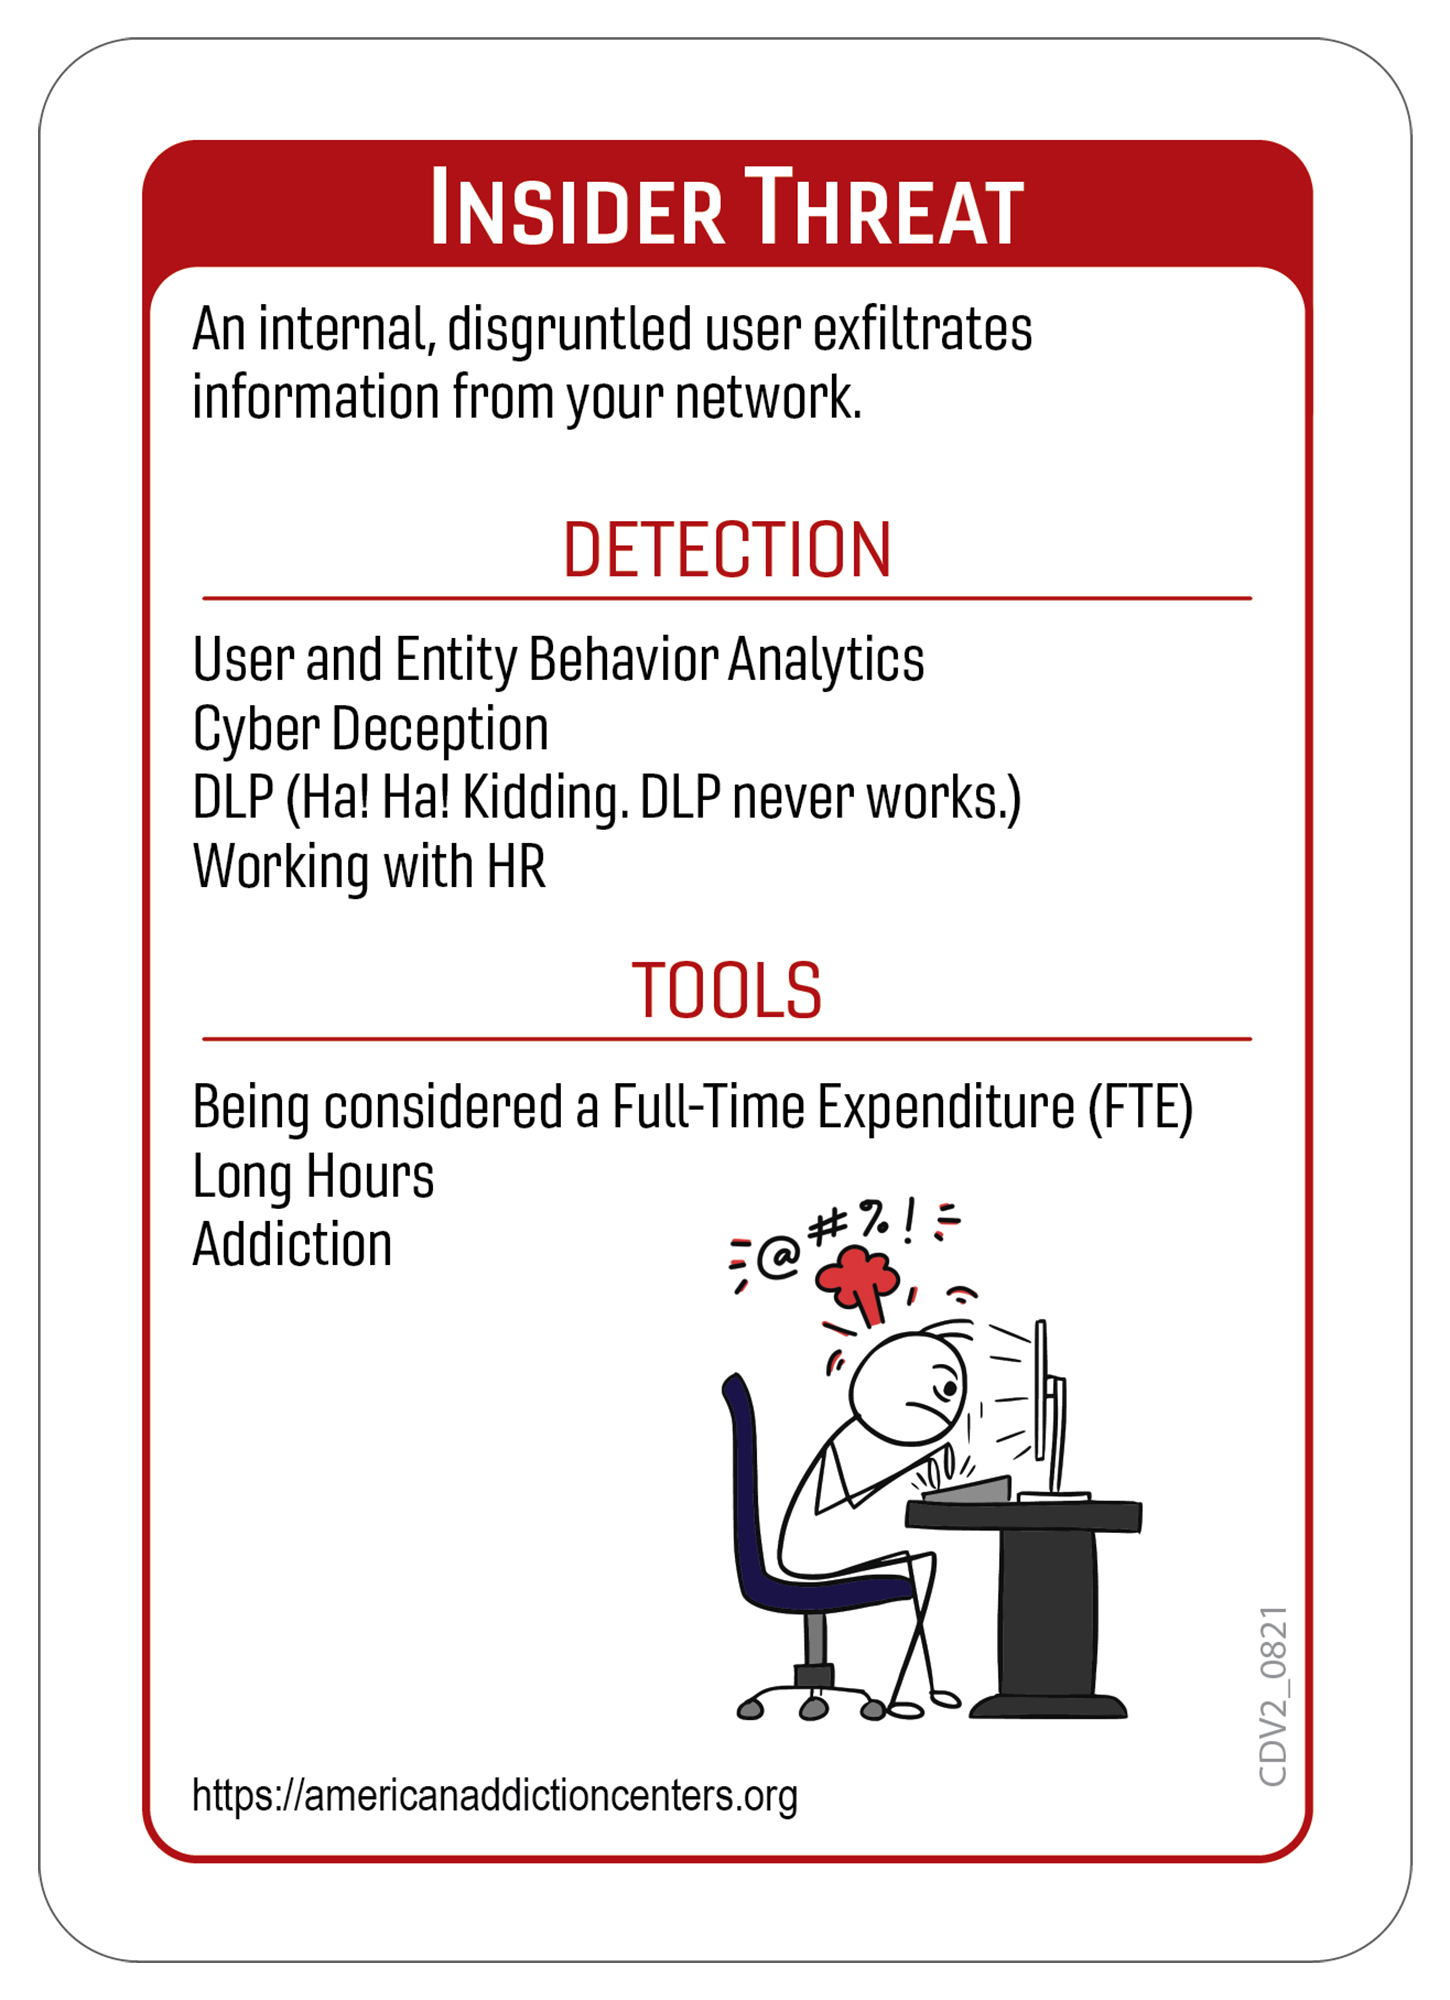 INSIDER THREAT
An internal, disgruntled user exfiltrates
information from your network.
DETECTION
User and Entity Behavior Analytics
Cyber Deception
DLP (Ha! Ha! Kidding. DLP never works.)
Working with HR
TOOLS
Being considered a Full-Time Expenditure (FTE)
Long Hours
Addiction
@#%!
CDV2_0821
https://americanaddictioncenters.org